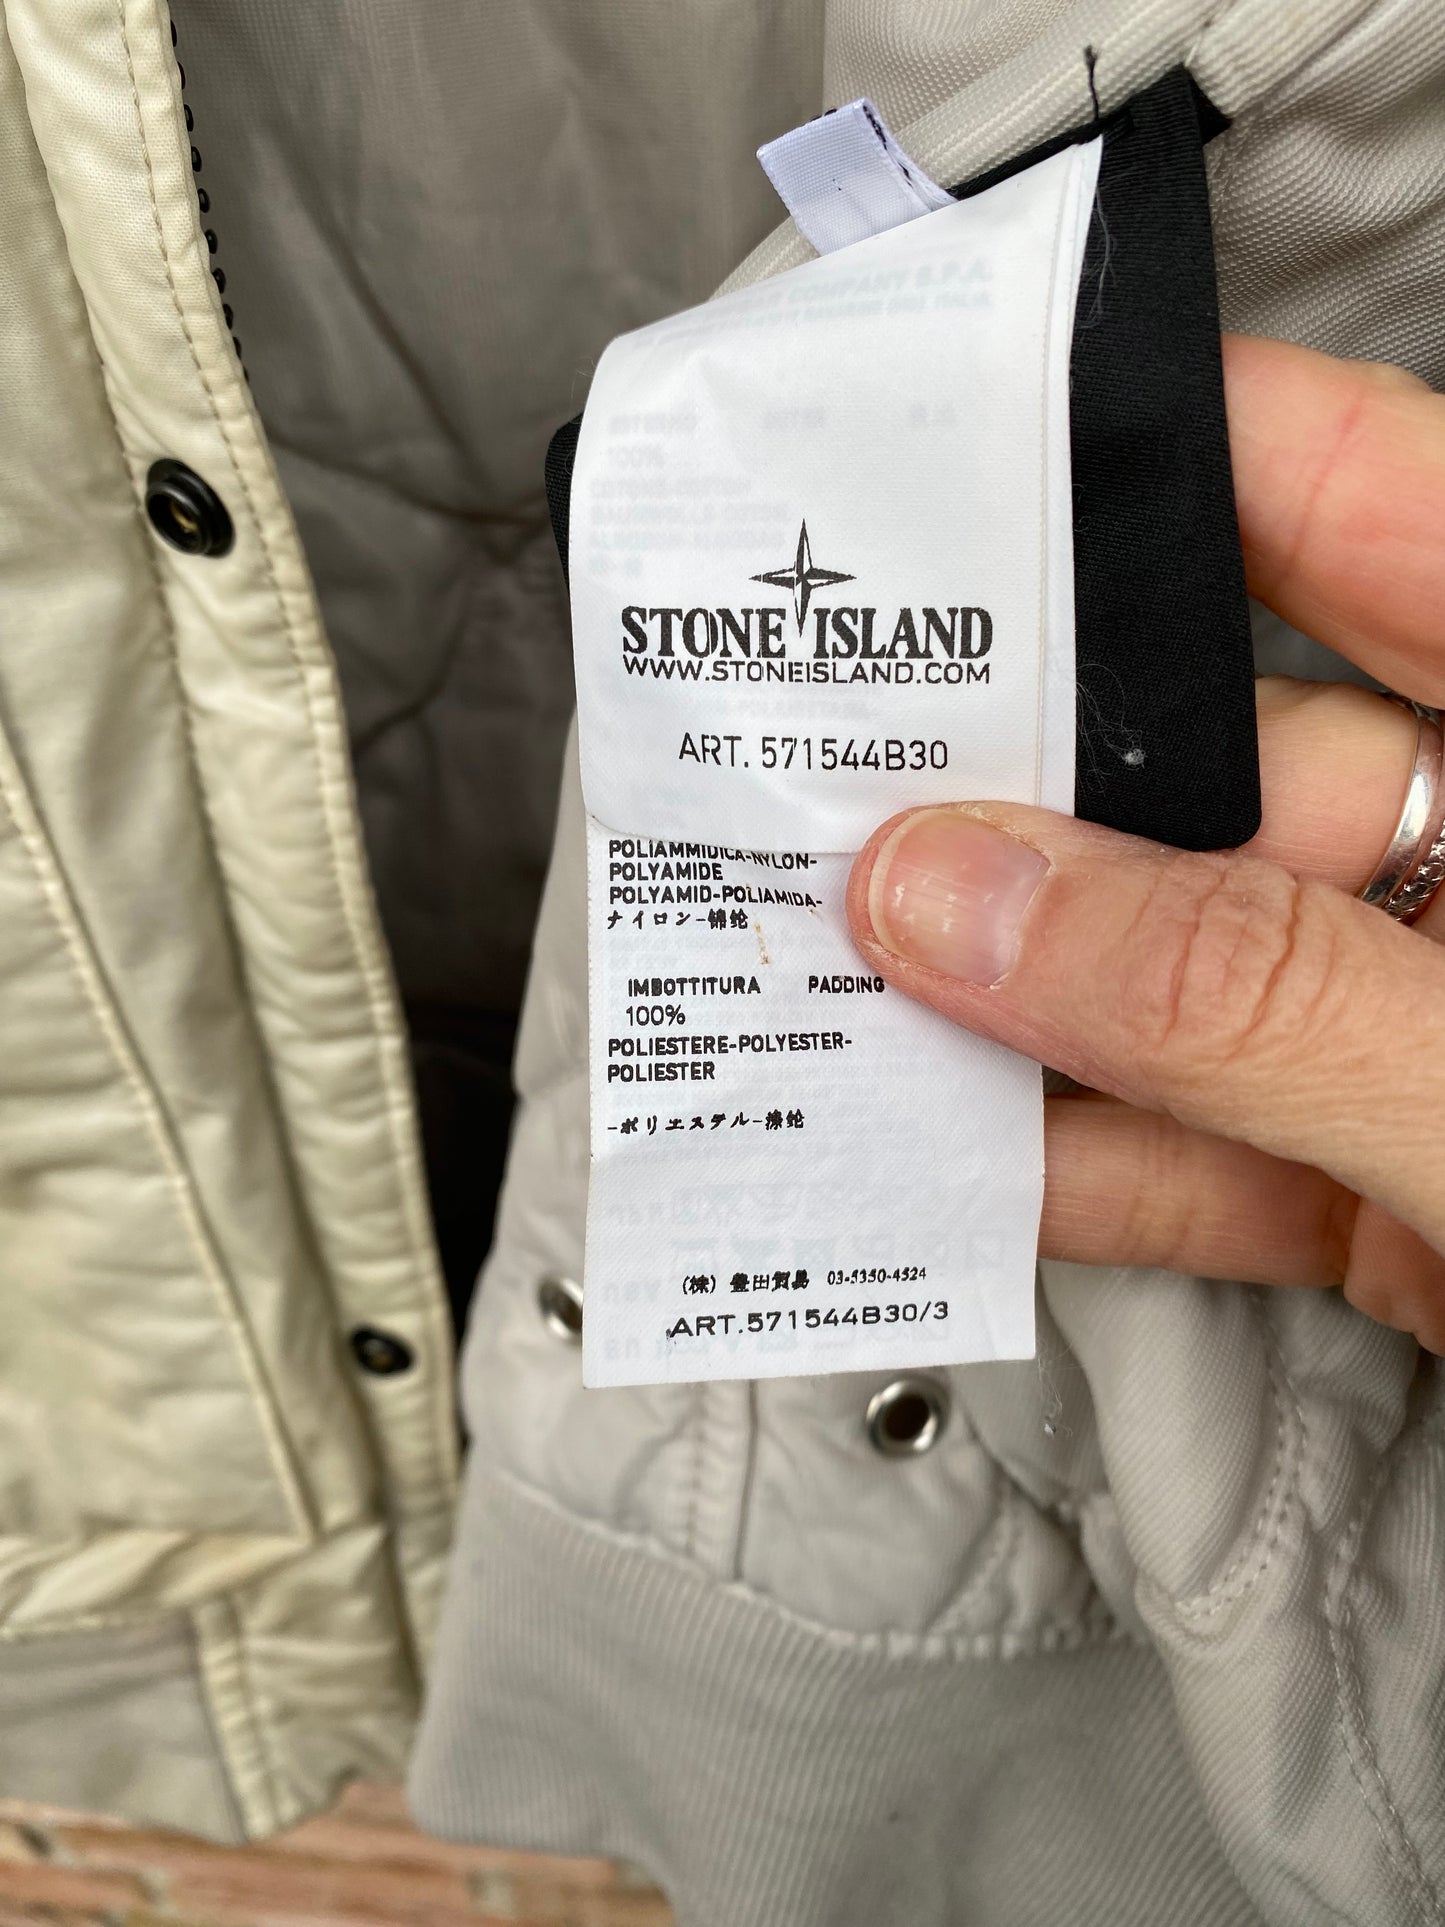 STONE ISLAND
WWW.STONEISLAND.COM
ART. 571544B30
POLIAMMIDICA-NYLON-
POLYAMIDE
POLYAMID-POLIAMIDA-
ナイロン-锦纶
IMBOTTITURA PADDING
100%
POLIESTERE-POLYESTER-
POLIESTER
-ポリエステル-涤纶
(株) 豊田貿易 03-5350-4524
ART.571544B30/3